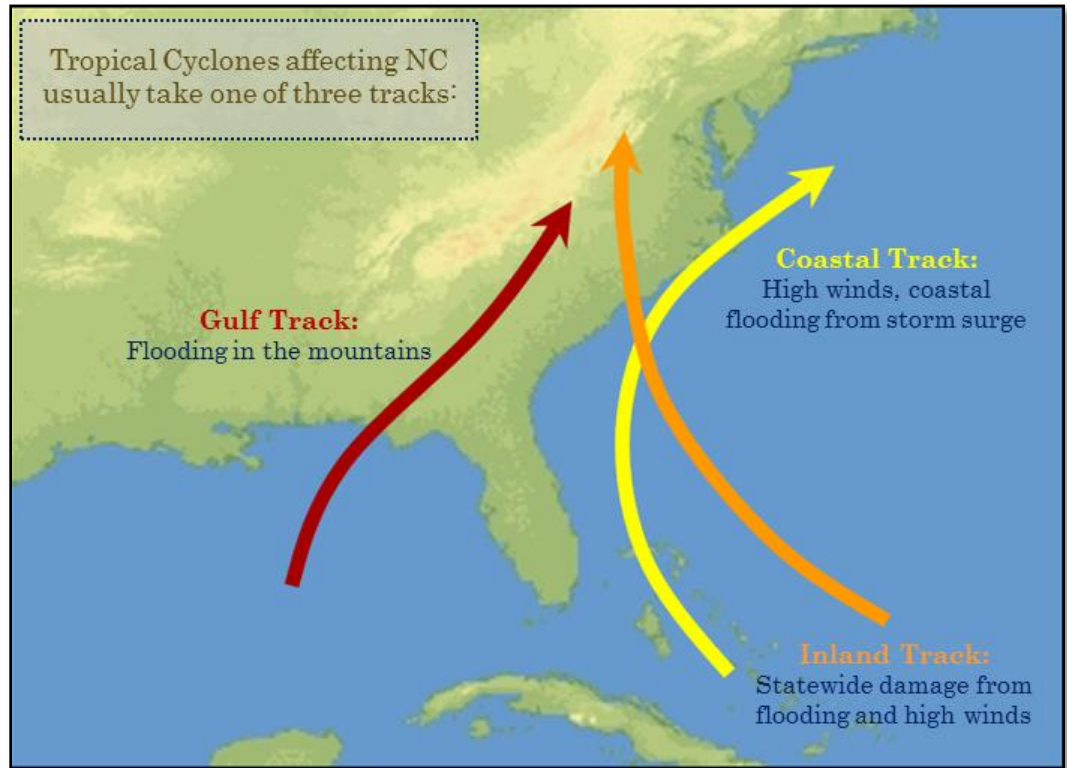 Tropical Cyclones affecting NC
usually take one of three tracks:
Coastal Track:
High winds, coastal
flooding from storm surge
Gulf Track:
Flooding in the mountains
Inland Track:
Statewide damage from
flooding and high winds